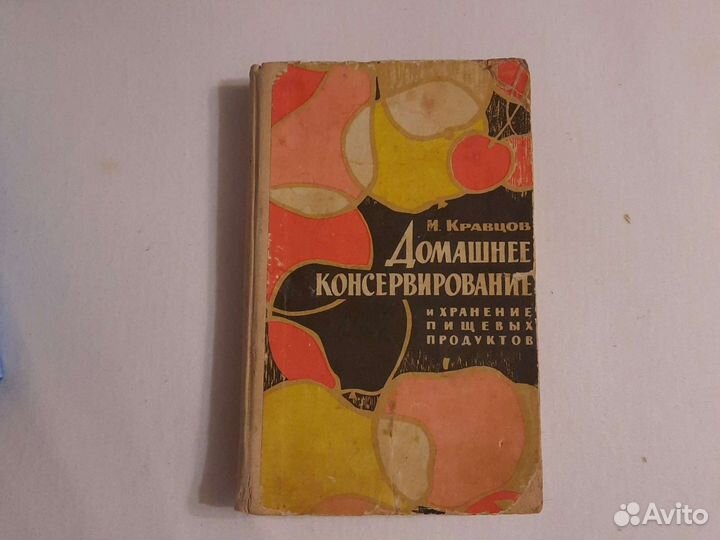 И. Кравцов
Домашнее
консервирование
и хранение
пищевых
продуктов
Avito